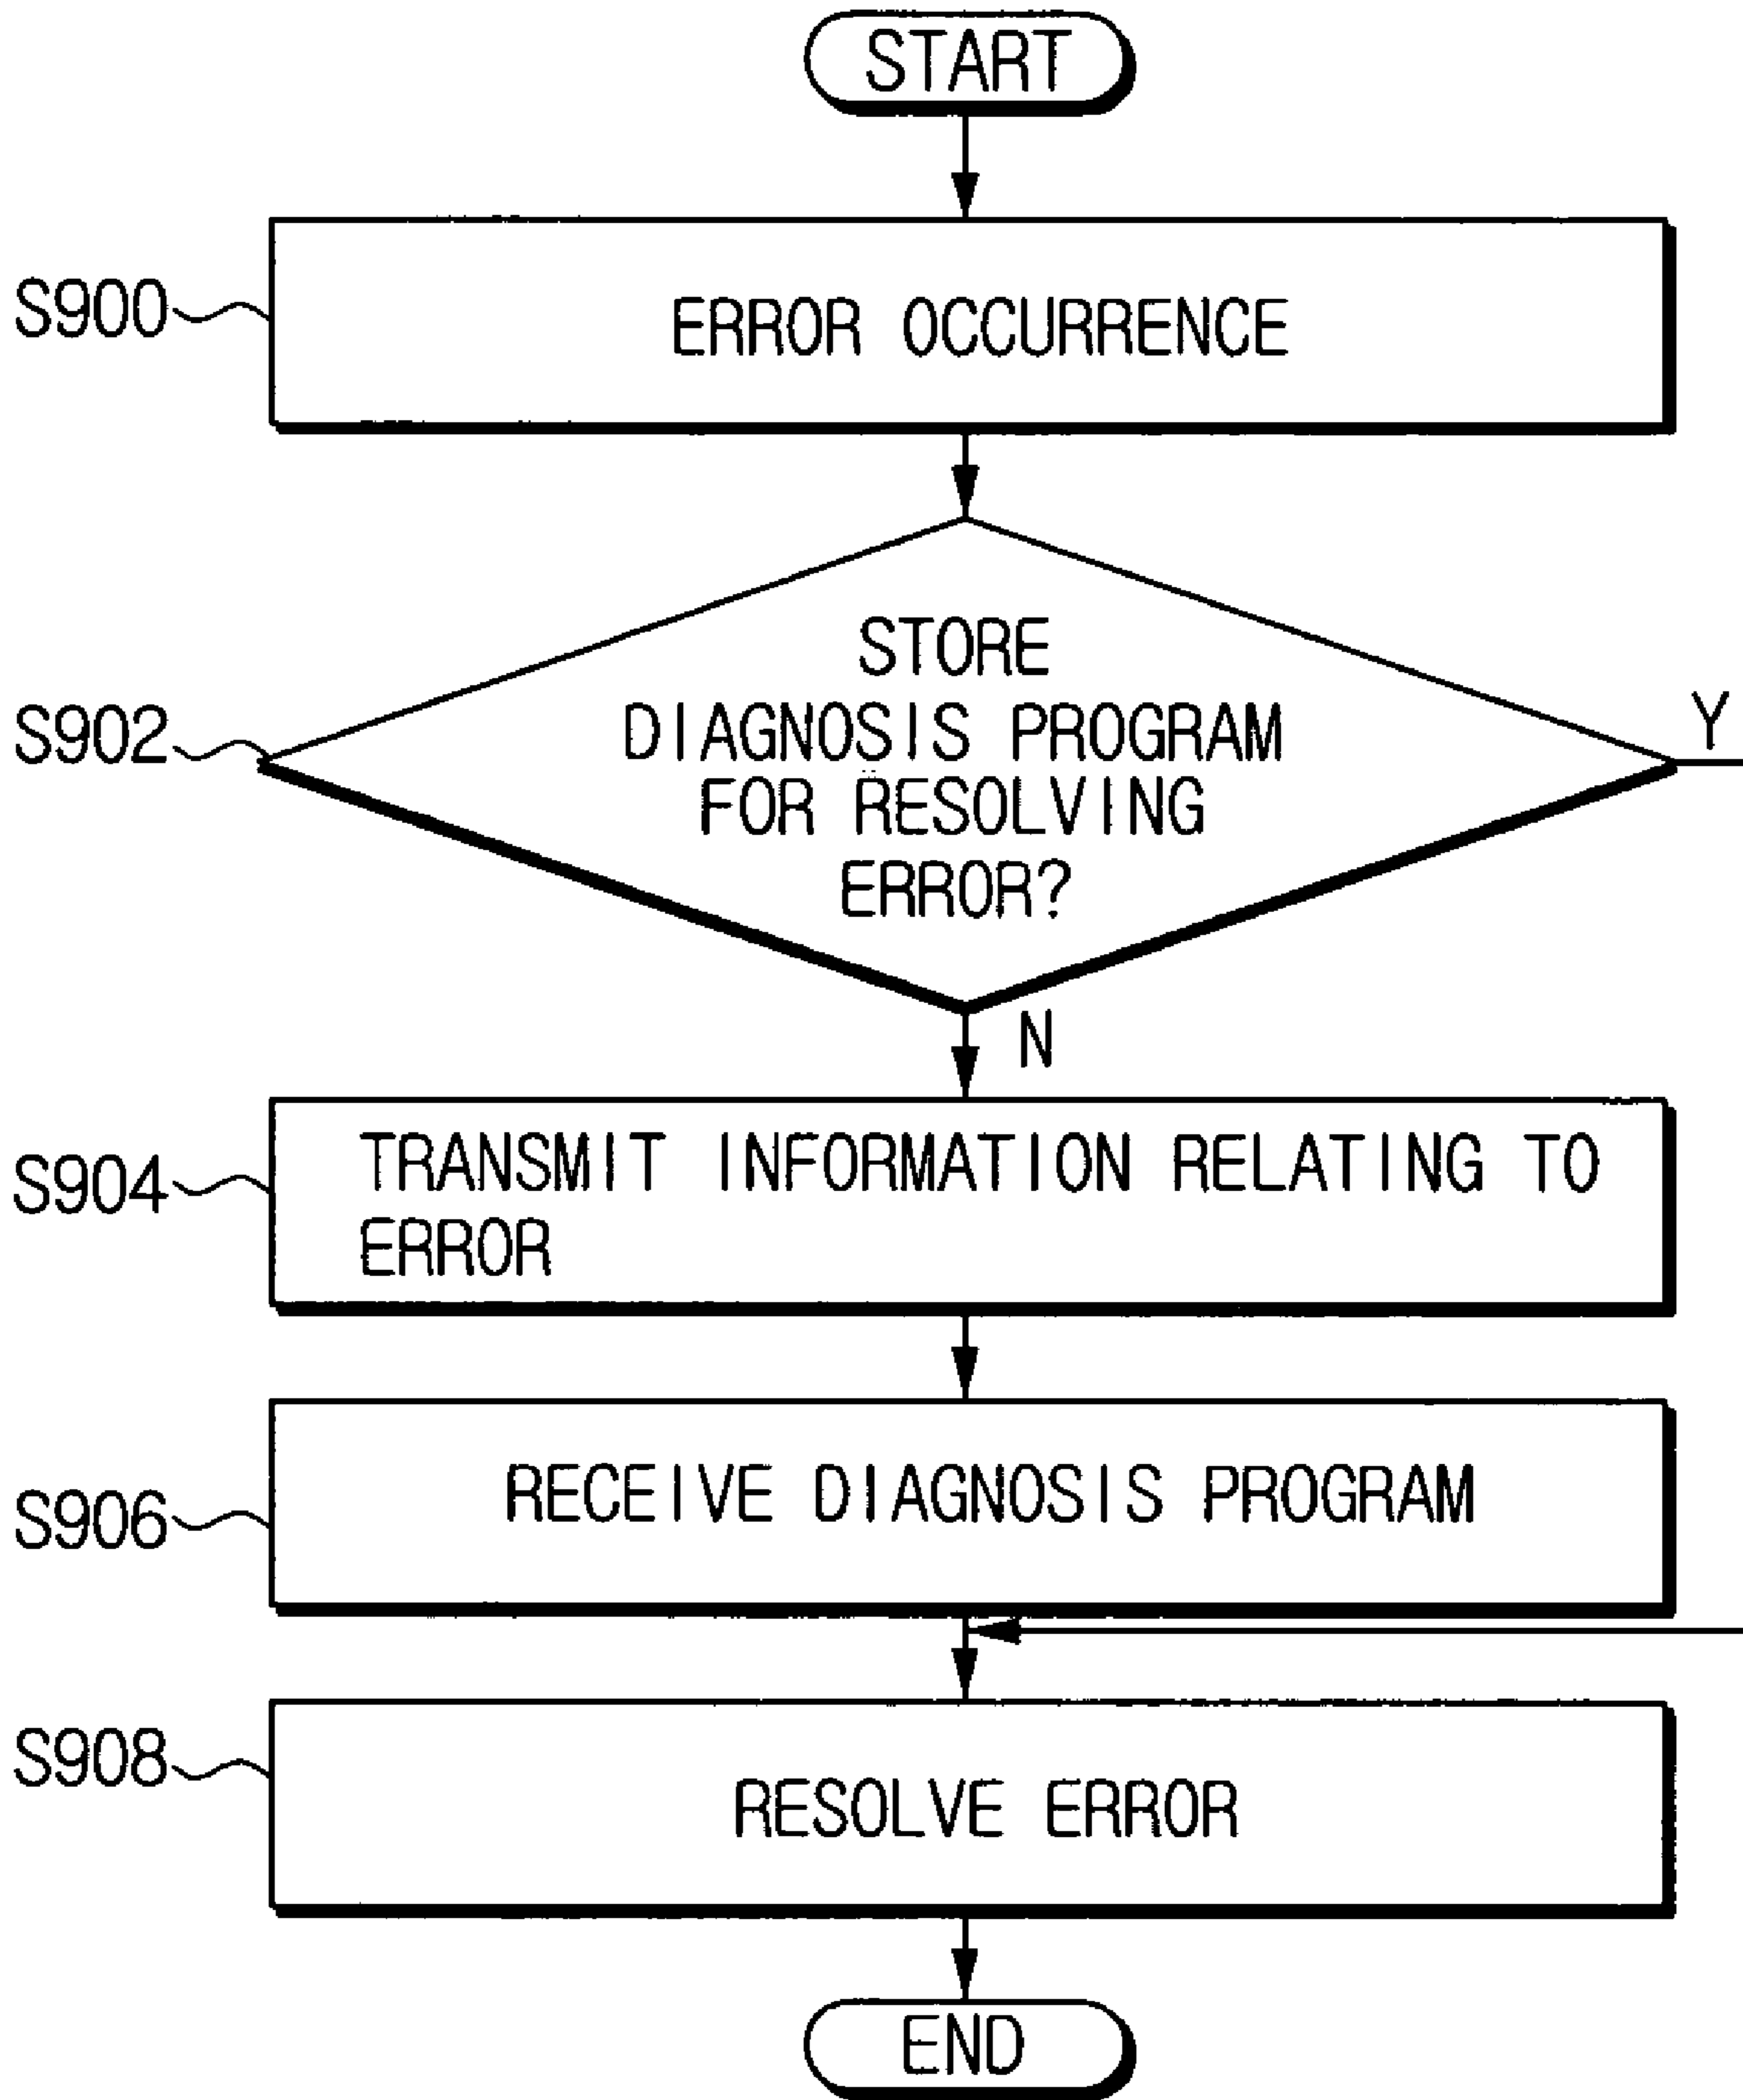 START
S900
ERROR OCCURRENCE
S902
STORE
DIAGNOSIS PROGRAM
FOR RESOLVING
ERROR?
Y
N
S904
TRANSMIT INFORMATION RELATING TO
ERROR
S906
RECEIVE DIAGNOSIS PROGRAM
S908
RESOLVE ERROR
END